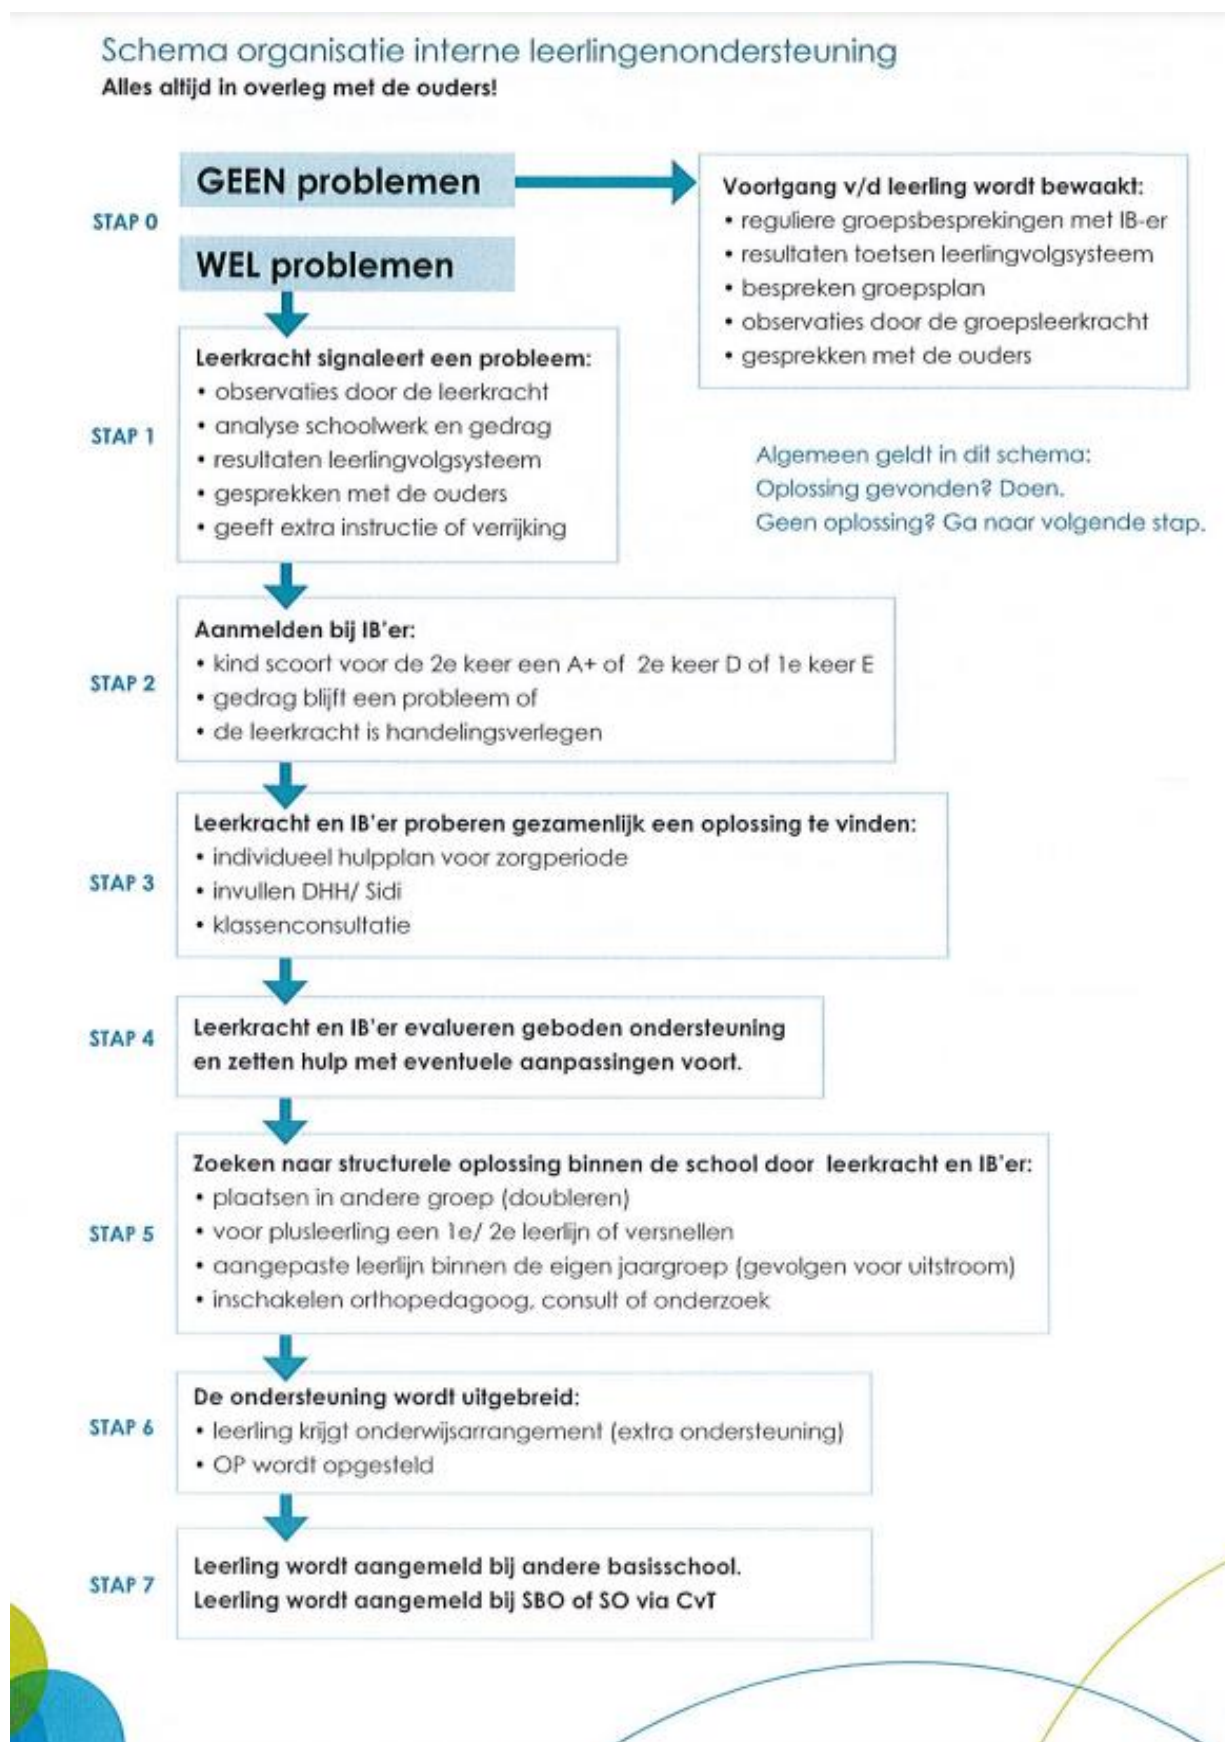 Schema organisatie interne leerlingenondersteuning
Alles altijd in overleg met de ouders!
STAP 0
GEEN problemen
WEL problemen
Voortgang v/d leerling wordt bewaakt:
• reguliere groepsbesprekingen met IB-er
• resultaten toetsen leerlingvolgsysteem
• bespreken groepsplan
• observaties door de groepsleerkracht
• gesprekken met de ouders
STAP 1
Leerkracht signaleert een probleem:
• observaties door de leerkracht
• analyse schoolwerk en gedrag
• resultaten leerlingvolgsysteem
• gesprekken met de ouders
• geeft extra instructie of verrijking
Algemeen geldt in dit schema:
Oplossing gevonden? Doen.
Geen oplossing? Ga naar volgende stap.
STAP 2
Aanmelden bij IB'er:
• kind scoort voor de 2e keer een A+ of 2e keer D of 1e keer E
• gedrag blijft een probleem of
• de leerkracht is handelingsverlegen
STAP 3
Leerkracht en IB'er proberen gezamenlijk een oplossing te vinden:
• individueel hulpplan voor zorgperiode
• invullen DHH/ Sidi
• klassenconsultatie
STAP 4
Leerkracht en IB'er evalueren geboden ondersteuning
en zetten hulp met eventuele aanpassingen voort.
STAP 5
Zoeken naar structurele oplossing binnen de school door leerkracht en IB'er:
• plaatsen in andere groep (doubleren)
• voor plusleerling een 1e/ 2e leerlijn of versnellen
• aangepaste leerlijn binnen de eigen jaargroep (gevolgen voor uitstroom)
• inschakelen orthopedagoog, consult of onderzoek
STAP 6
De ondersteuning wordt uitgebreid:
• leerling krijgt onderwijsarrangement (extra ondersteuning)
• OP wordt opgesteld
STAP 7
Leerling wordt aangemeld bij andere basisschool.
Leerling wordt aangemeld bij SBO of SO via CvT